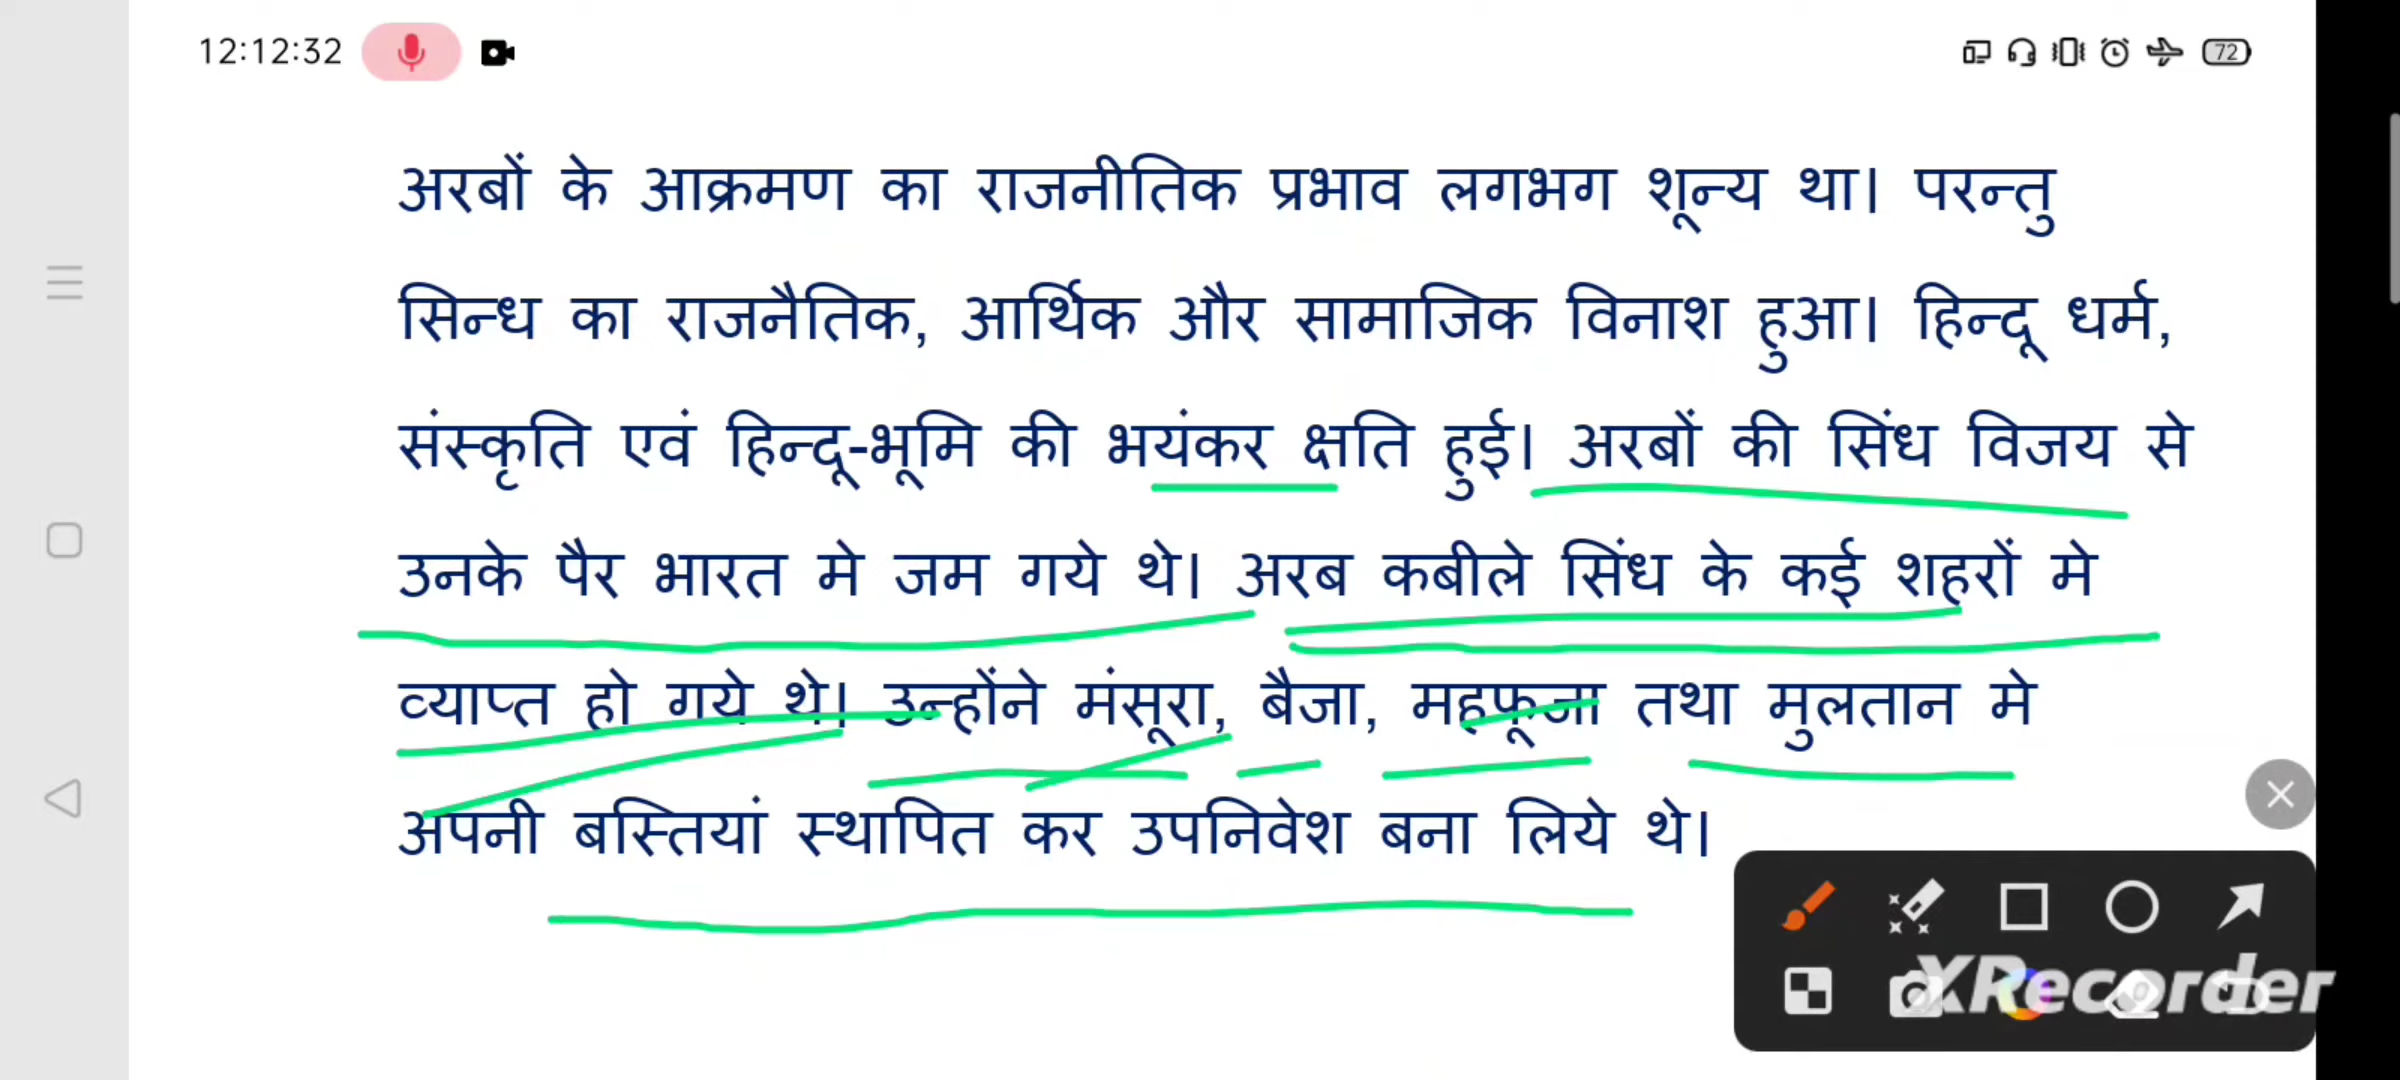 12:12:32
72
अरबों के आक्रमण का राजनीतिक प्रभाव लगभग शून्य था। परन्तु
सिन्ध का राजनैतिक, आर्थिक और सामाजिक विनाश हुआ। हिन्दू धर्म,
संस्कृति एवं हिन्दू-भूमि की भयंकर क्षति हुई। अरबों की सिंध विजय से
उनके पैर भारत मे जम गये थे। अरब कबीले सिंध के कई शहरों मे
व्याप्त हो गये थे। उन्होंने मंसूरा, बैजा, महफूजा तथा मुलतान मे
अपनी बस्तियां स्थापित कर उपनिवेश बना लिये थे।
XRecorder